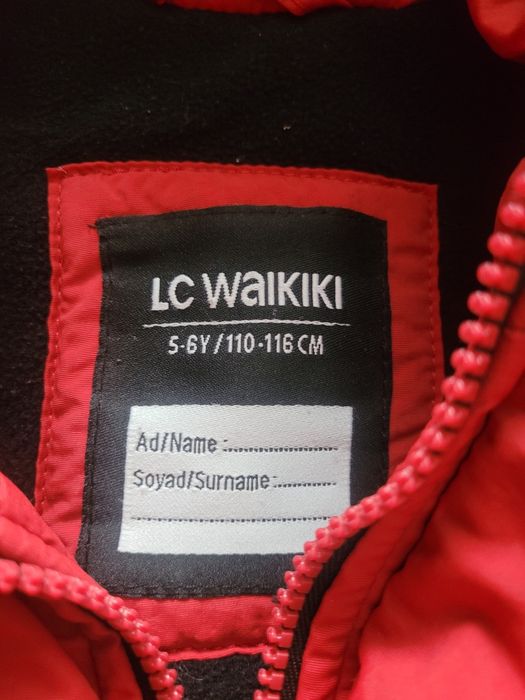 LC WAIKIKI
5-6Y/110-116 CM
Ad/Name :..................
Soyad/Surname :.............